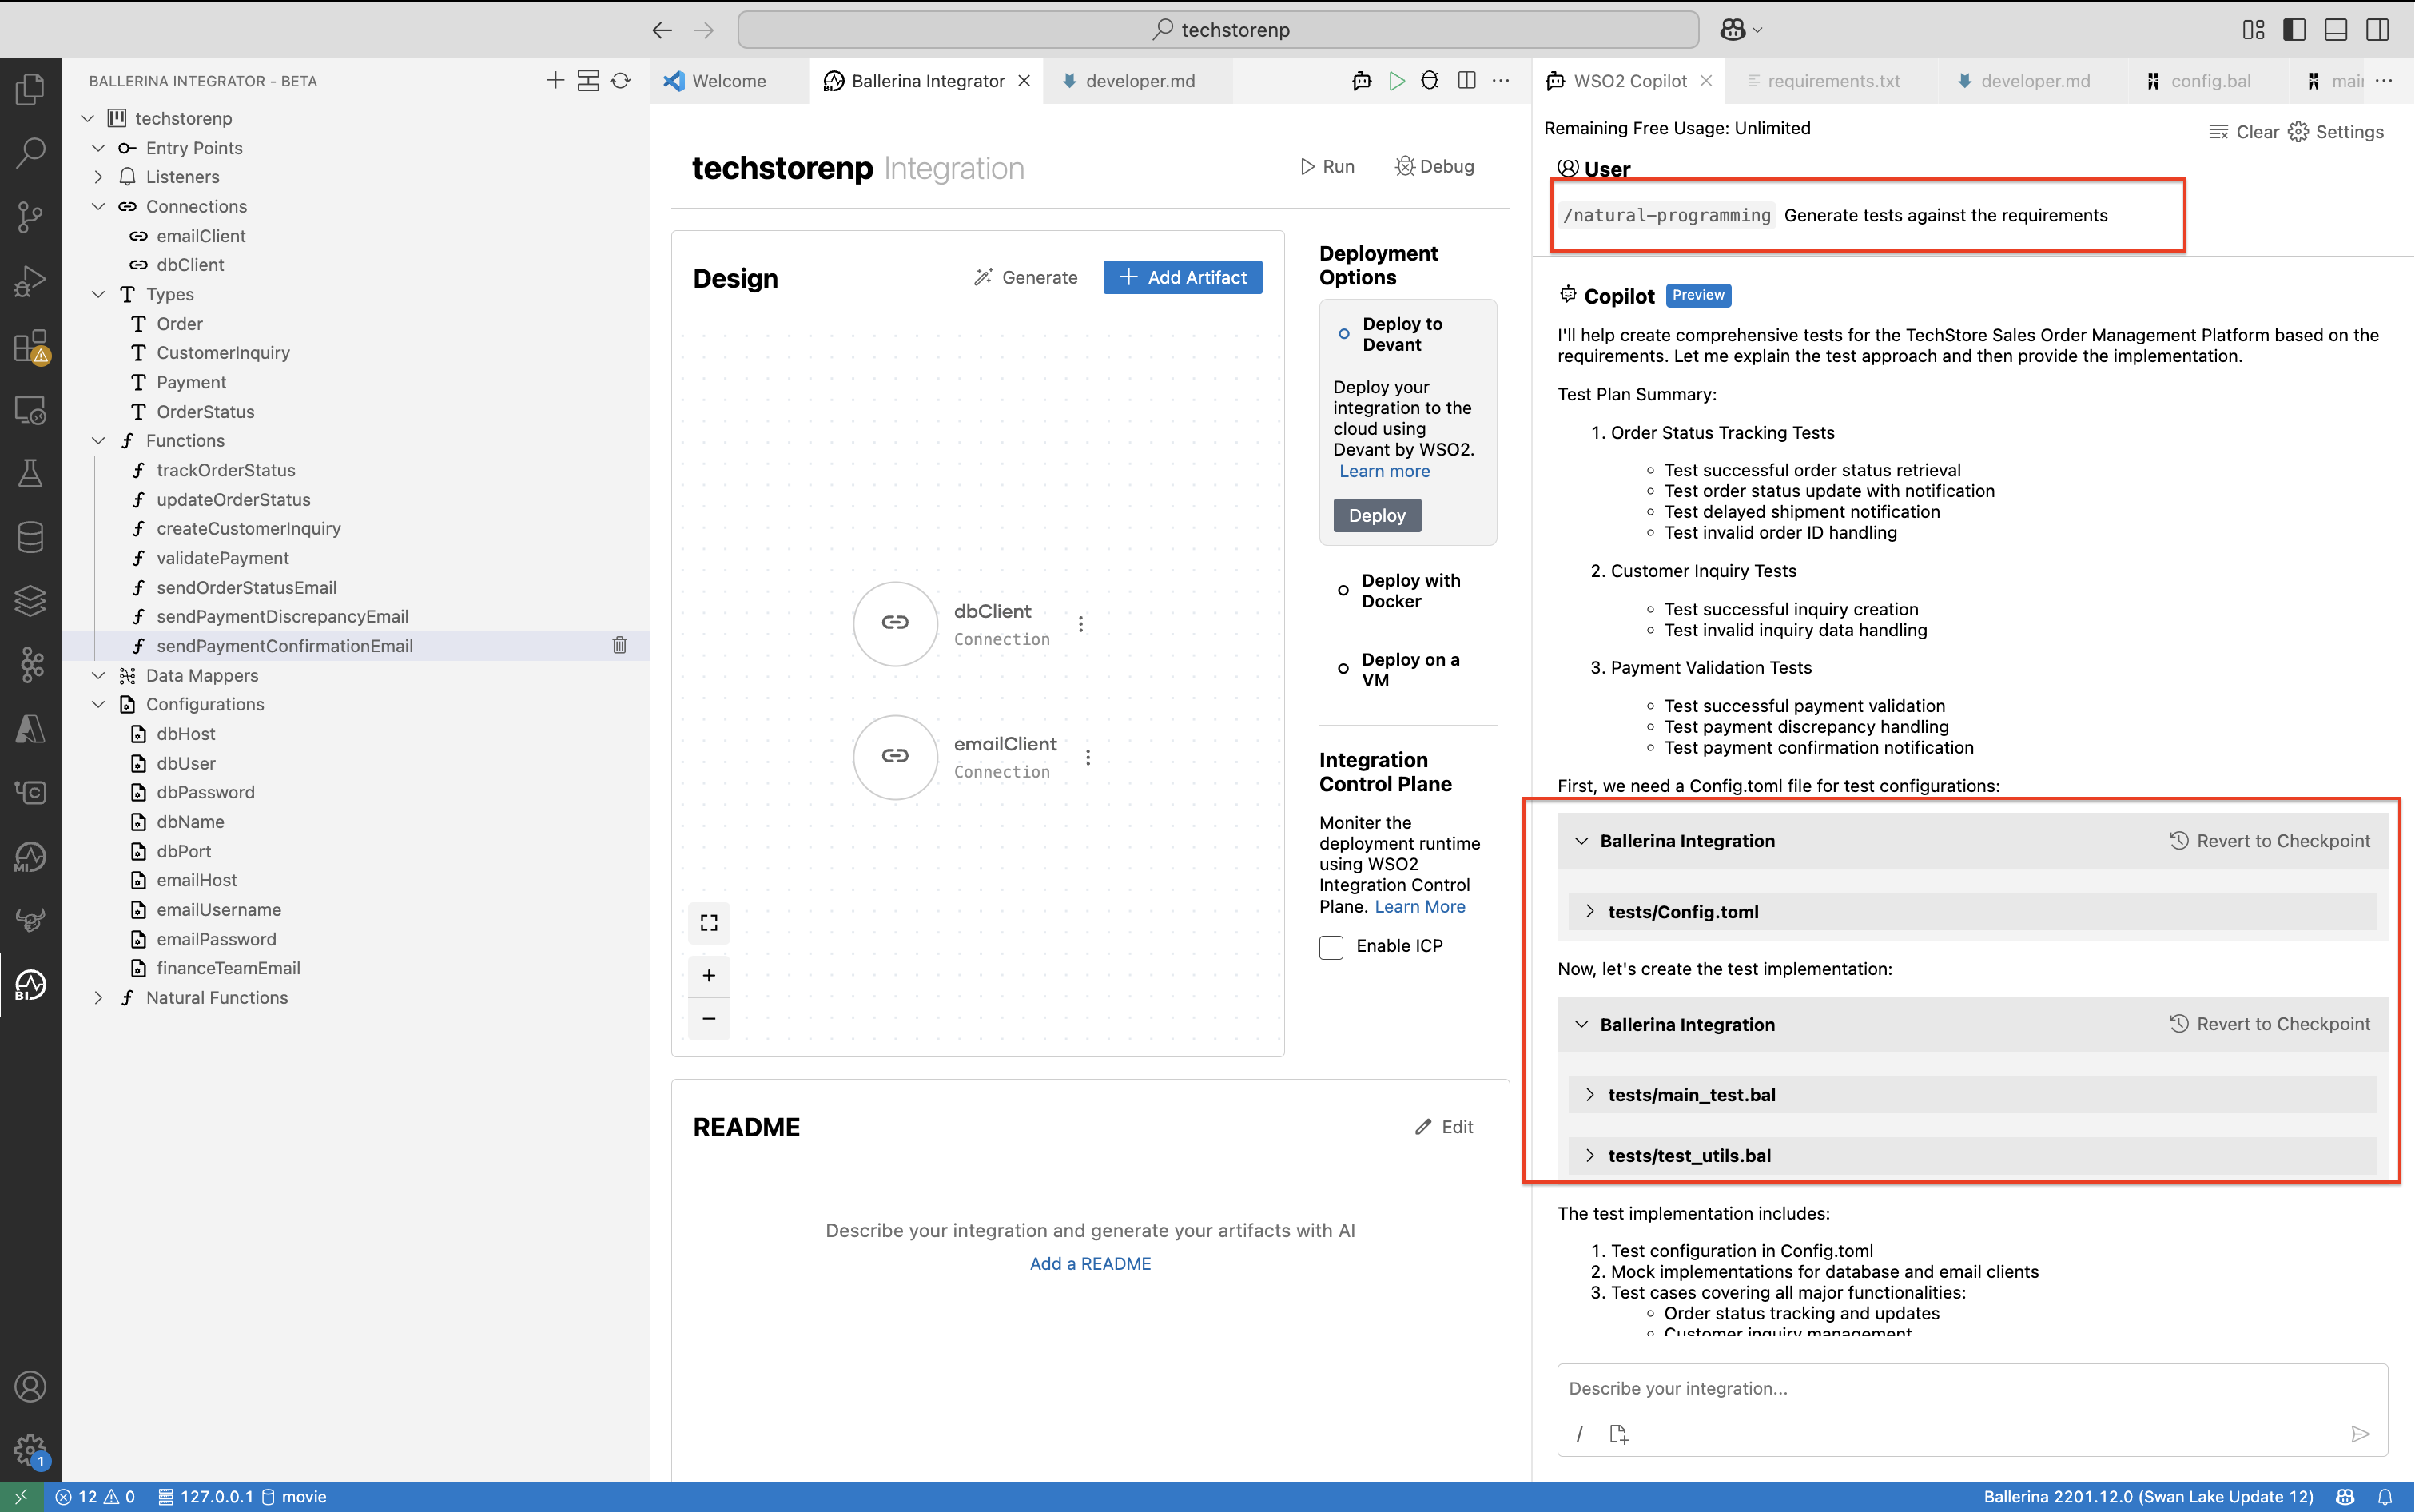 techstorenp
BALLERINA INTEGRATOR - BETA
techstorenp
Entry Points
Listeners
Connections
emailClient
dbClient
Types
Order
CustomerInquiry
Payment
OrderStatus
Functions
trackOrderStatus
updateOrderStatus
createCustomerInquiry
validatePayment
sendOrderStatusEmail
sendPaymentDiscrepancyEmail
sendPaymentConfirmationEmail
Data Mappers
Configurations
dbHost
dbUser
dbPassword
dbName
dbPort
emailHost
emailUsername
emailPassword
financeTeamEmail
Natural Functions
Welcome
Ballerina Integrator
developer.md
techstorenp Integration
Run
Debug
Design
Generate
Add Artifact
dbClient
Connection
emailClient
Connection
Deployment
Options
Deploy to
Devant
Deploy your
integration to the
cloud using
Devant by WSO2.
Learn more
Deploy
Deploy with
Docker
Deploy on a
VM
Integration
Control Plane
Moniter the
deployment runtime
using WSO2
Integration Control
Plane. Learn More
Enable ICP
README
Edit
Describe your integration and generate your artifacts with AI
Add a README
WSO2 Copilot
requirements.txt
developer.md
config.bal
mai
Remaining Free Usage: Unlimited
Clear
Settings
User
/natural-programming Generate tests against the requirements
Copilot Preview
I'll help create comprehensive tests for the TechStore Sales Order Management Platform based on the
requirements. Let me explain the test approach and then provide the implementation.
Test Plan Summary:
1. Order Status Tracking Tests
Test successful order status retrieval
Test order status update with notification
Test delayed shipment notification
Test invalid order ID handling
2. Customer Inquiry Tests
Test successful inquiry creation
Test invalid inquiry data handling
3. Payment Validation Tests
Test successful payment validation
Test payment discrepancy handling
Test payment confirmation notification
First, we need a Config.toml file for test configurations:
Ballerina Integration
Revert to Checkpoint
tests/Config.toml
Now, let's create the test implementation:
Ballerina Integration
Revert to Checkpoint
tests/main_test.bal
tests/test_utils.bal
The test implementation includes:
1. Test configuration in Config.toml
2. Mock implementations for database and email clients
3. Test cases covering all major functionalities:
Order status tracking and updates
Customer inquiry management
Describe your integration...
/
MI
BI
1
12 0 127.0.0.1 movie
Ballerina 2201.12.0 (Swan Lake Update 12)